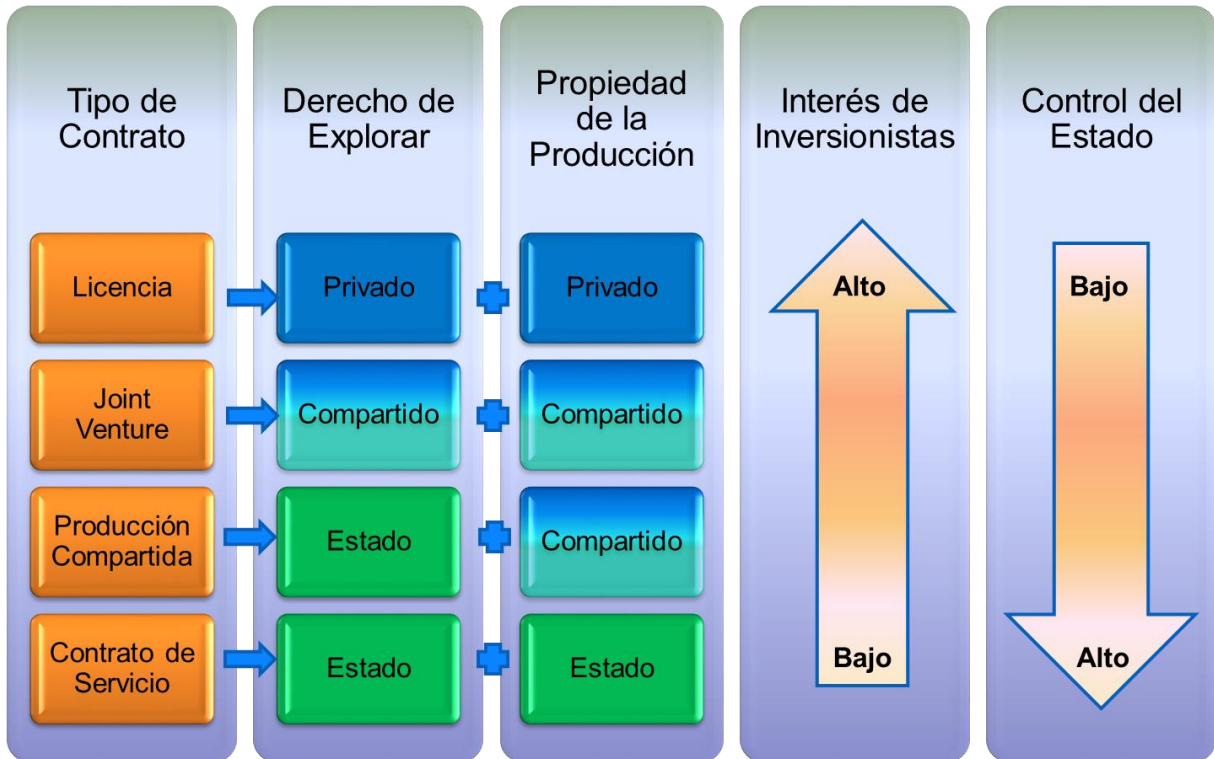 Tipo de
Contrato
Derecho de
Explorar
Propiedad
de la
Producción
Interés de
Inversionistas
Control del
Estado
Licencia
Privado
Privado
Alto
Bajo
Joint
Venture
Compartido
Compartido
Producción
Compartida
Estado
Compartido
Contrato de
Servicio
Estado
Estado
Bajo
Alto